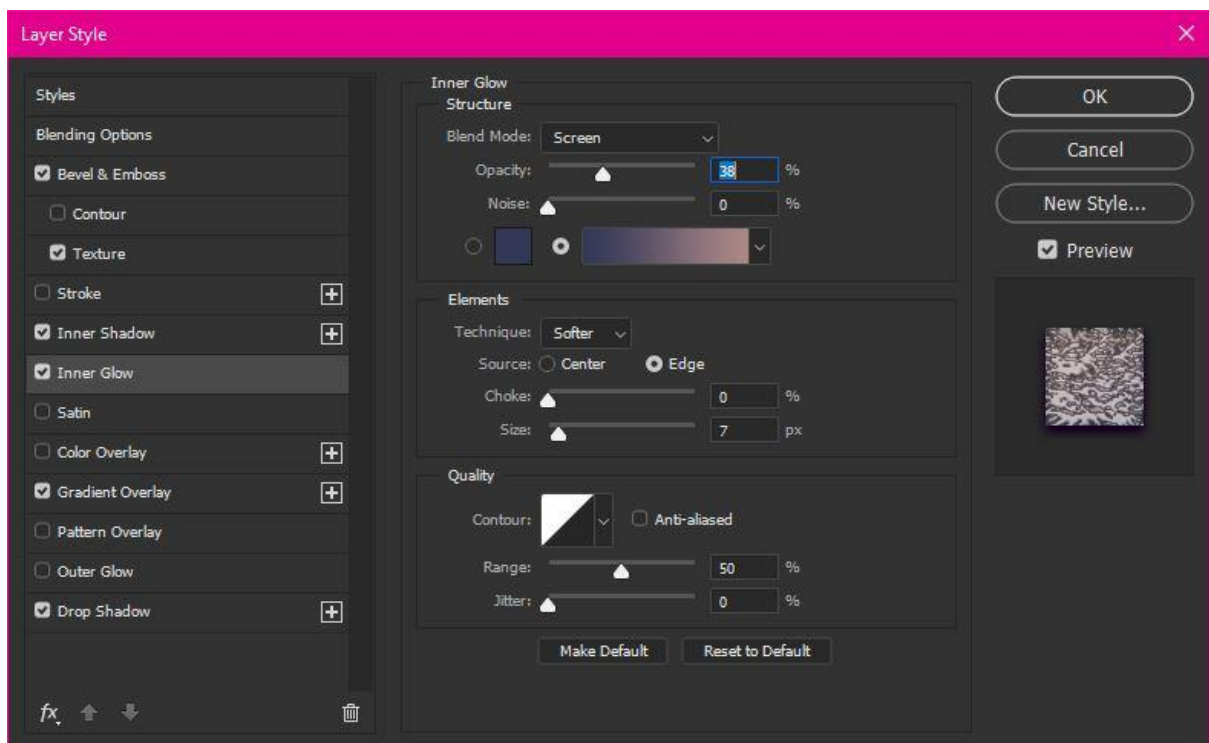 Layer Style
Styles
Blending Options
Bevel & Emboss
Contour
Texture
Stroke
Inner Shadow
Inner Glow
Satin
Color Overlay
Gradient Overlay
Pattern Overlay
Outer Glow
Drop Shadow
fx
Inner Glow
Structure
Blend Mode: Screen
Opacity: 38 %
Noise: 0 %
Elements
Technique: Softer
Source: Center Edge
Choke: 0 %
Size: 7 px
Quality
Contour: Anti-aliased
Range: 50 %
Jitter: 0 %
Make Default Reset to Default
OK
Cancel
New Style...
Preview